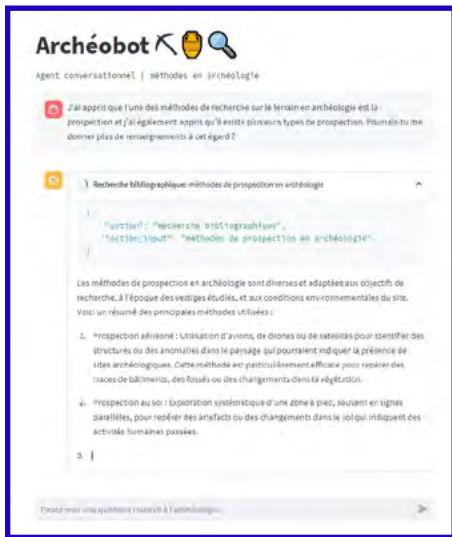 Archéobot
Agent conversationnel | méthodes en archéologie
J'ai appris que l'une des méthodes de recherche sur le terrain en archéologie est la
prospection et j'ai également appris qu'il existe plusieurs types de prospection. Pourrais-tu me
donner plus de renseignements à cet égard ?
Recherche bibliographique: méthodes de prospection en archéologie
{
"action": "Recherche bibliographique",
"action_input": "méthodes de prospection en archéologie"
}
Les méthodes de prospection en archéologie sont diverses et adaptées aux objectifs de
recherche, à l'époque des vestiges étudiés, et aux conditions environnementales du site.
Voici un résumé des principales méthodes utilisées :
1. Prospection aérienne : Utilisation d'avions, de drones ou de satellites pour identifier des
structures ou des anomalies dans le paysage qui pourraient indiquer la présence de
sites archéologiques. Cette méthode est particulièrement efficace pour repérer des
traces de bâtiments, des fossés ou des changements dans la végétation.
2. Prospection au sol : Exploration systématique d'une zone à pied, souvent en lignes
parallèles, pour repérer des artefacts ou des changements dans le sol qui indiquent des
activités humaines passées.
3.
Posez-moi une question relative à l'archéologie